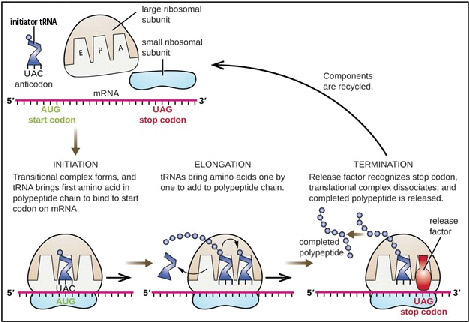 initiator tRNA
large ribosomal
subunit
small ribosomal
subunit
E P A
UAC
anticodon
mRNA
5' 3'
AUG
start codon
UAG
stop codon
Components
are recycled.
INITIATION
Transitional complex forms, and
tRNA brings first amino acid in
polypeptide chain to bind to start
codon on mRNA.
ELONGATION
tRNAs bring amino acids one by
one to add to polypeptide chain.
TERMINATION
Release factor recognizes stop codon,
translational complex dissociates, and
completed polypeptide is released.
completed
polypeptide
release
factor
UAC
5' 3'
AUG
UAG
stop codon